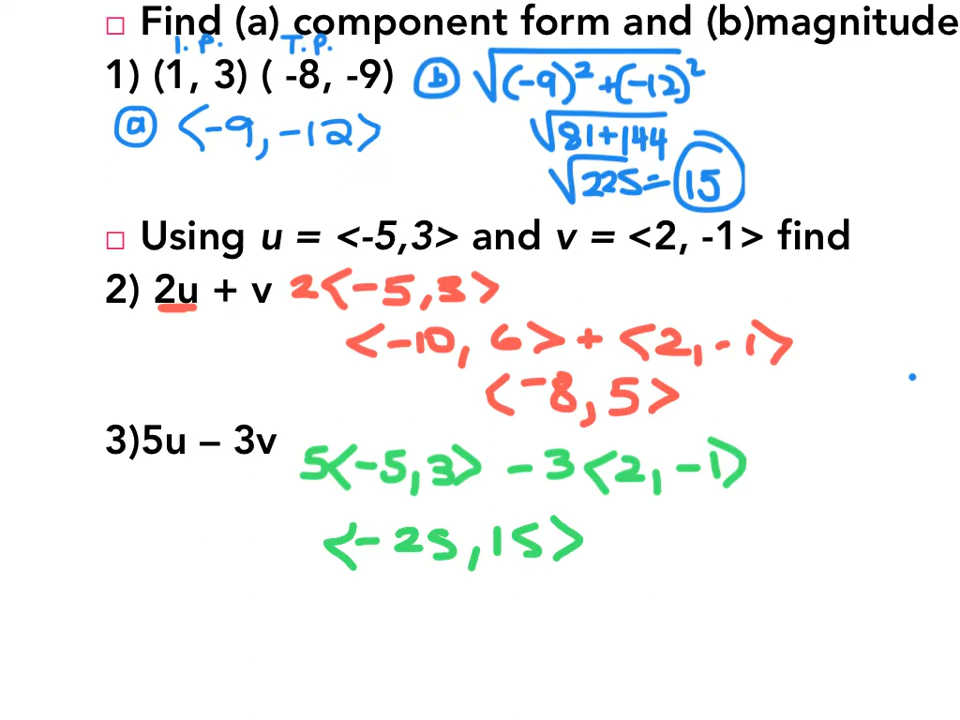 □ Find (a) component form and (b)magnitude
I. P. T. P.
1) (1, 3) ( -8, -9) ⓑ √(-9)² +(-12)²
ⓐ <-9, -12> √81+144
√225 = 15
□ Using u = <-5,3> and v = <2, -1> find
2) 2u + v 2<-5,3>
<-10, 6> + <2, -1>
<-8, 5>
3)5u – 3v 5<-5,3> - 3<2, -1>
<-25, 15>